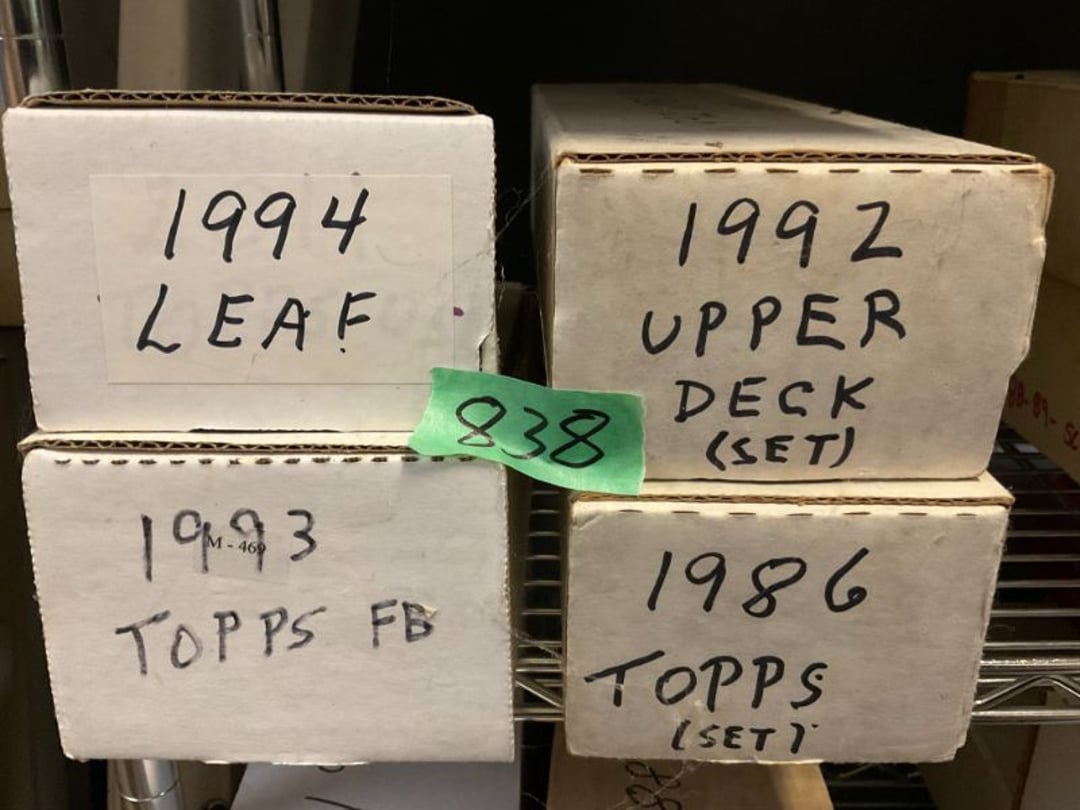 1994
LEAF
1992
UPPER
DECK
(SET)
838
1993
M - 469
TOPPS FB
1986
TOPPS
(SET)